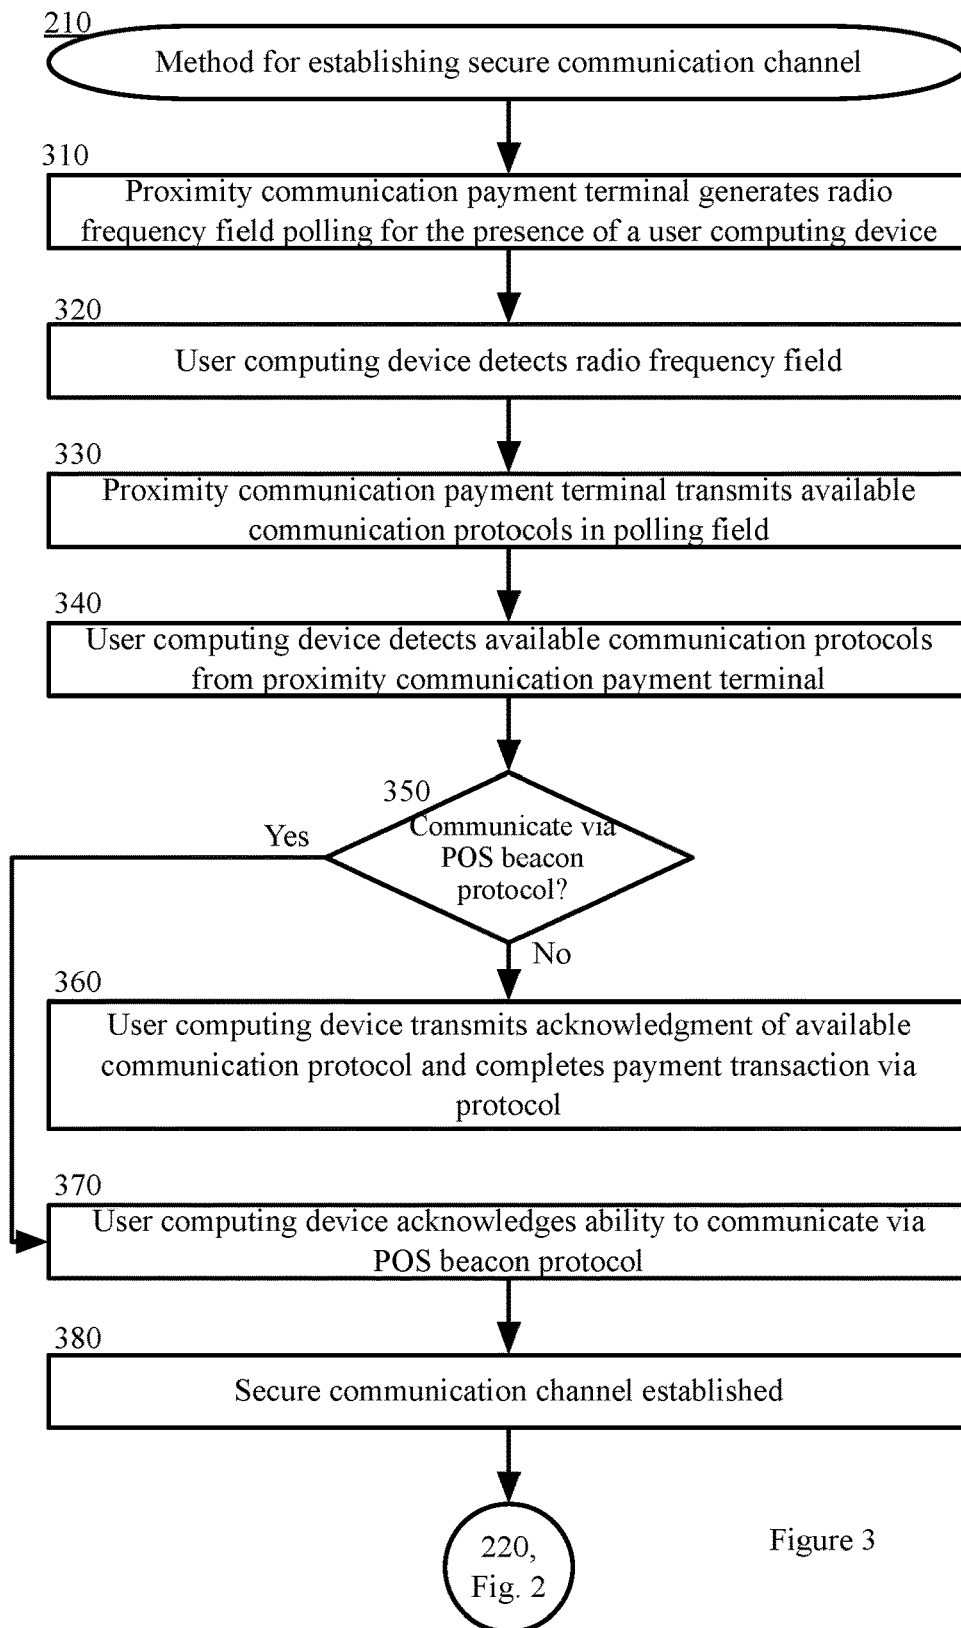 210
Method for establishing secure communication channel
310
Proximity communication payment terminal generates radio
frequency field polling for the presence of a user computing device
320
User computing device detects radio frequency field
330
Proximity communication payment terminal transmits available
communication protocols in polling field
340
User computing device detects available communication protocols
from proximity communication payment terminal
350
Communicate via
POS beacon
protocol?
Yes
No
360
User computing device transmits acknowledgment of available
communication protocol and completes payment transaction via
protocol
370
User computing device acknowledges ability to communicate via
POS beacon protocol
380
Secure communication channel established
220,
Fig. 2
Figure 3